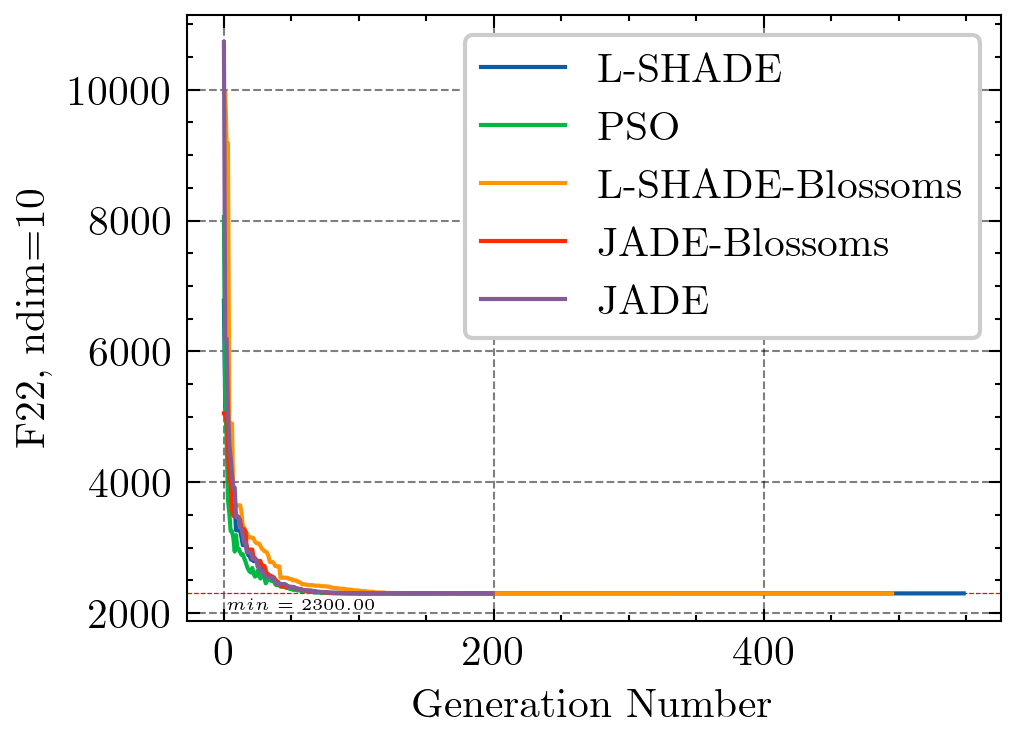 F22, ndim=10
10000
8000
6000
4000
2000
L-SHADE
PSO
L-SHADE-Blossoms
JADE-Blossoms
JADE
min = 2300.00
0
200
400
Generation Number